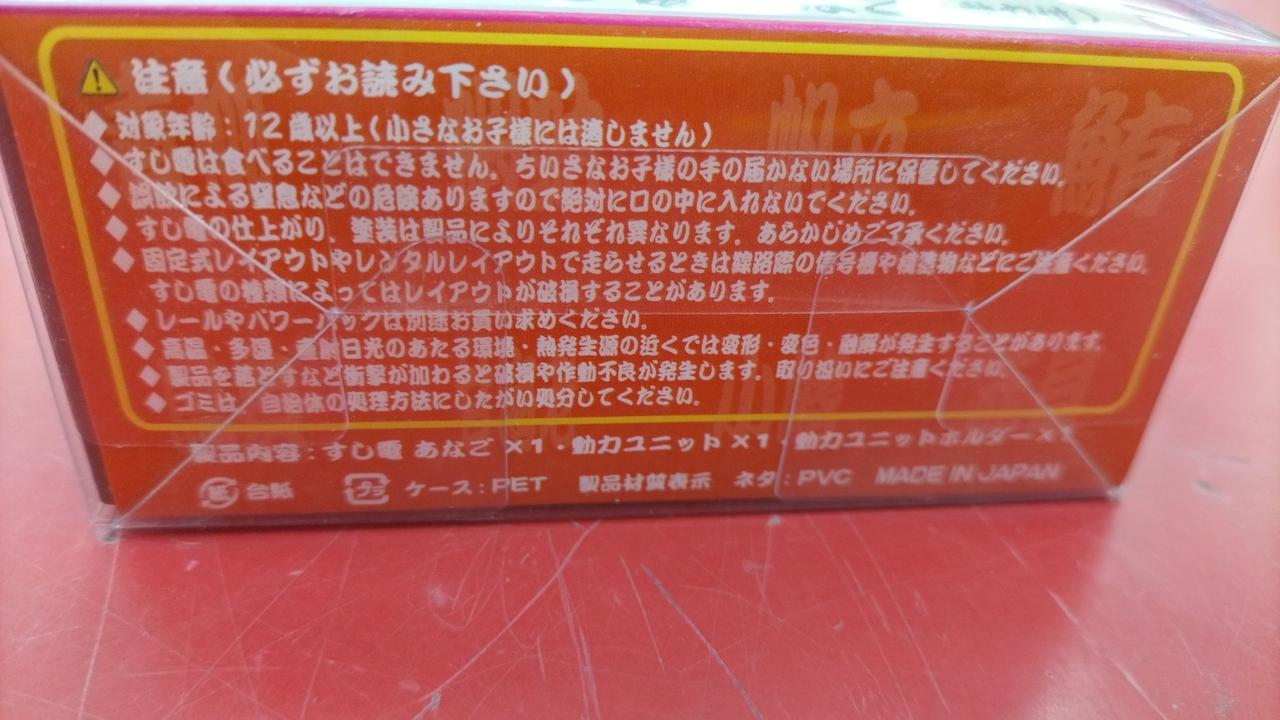 ⚠ 注意(必ずお読み下さい)
◆ 対象年齢:12歳以上(小さなお子様には適しません)
◆ すし電は食べることはできません。ちいさなお子様の手の届かない場所に保管してください。
◆ 誤飲による窒息などの危険ありますので絶対に口の中に入れないでください。
◆ すし電の仕上がり、塗装は製品によりそれぞれ異なります。あらかじめご了承ください。
◆ 固定式レイアウトやレンタルレイアウトで走らせるときは線路際の信号機や構造物などにご注意ください。
すし電の種類によってはレイアウトが破損することがあります。
◆ レールやパワーパックは別途お買い求めください。
◆ 高温・多湿・直射日光のあたる環境・熱発生源の近くでは変形・変色・融解が発生することがあります。
◆ 製品を落とすなど衝撃が加わると破損や作動不良が発生します。取り扱いにご注意ください。
◆ ゴミは、自治体の処理方法にしたがい処分してください。
製品内容:すし電 あなご×1・動力ユニット×1・動力ユニットホルダー×1
紙 台紙 プラ ケース:PET 製品材質表示 ネタ:PVC MADE IN JAPAN
帆立
鮪